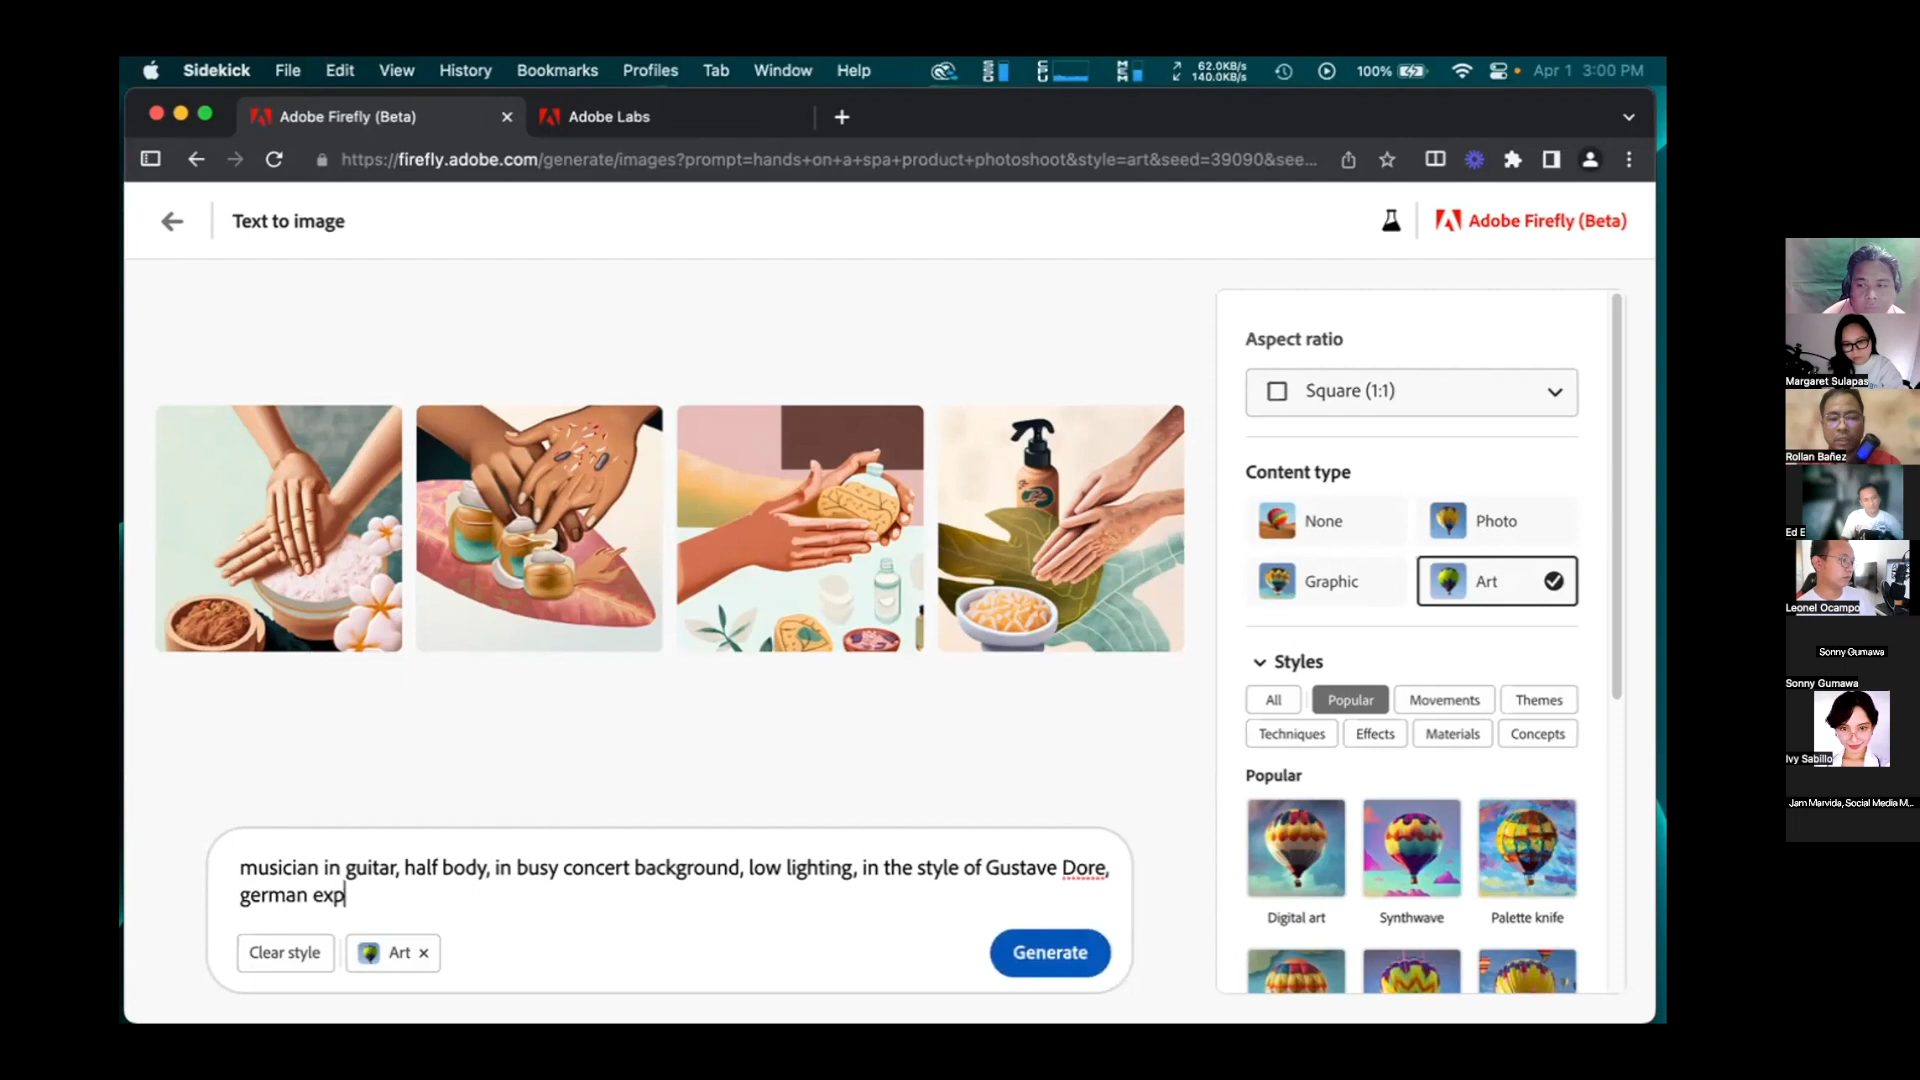 Sidekick File Edit View History Bookmarks Profiles Tab Window Help 62.0KB/s 140.0KB/s 100% Apr 1 3:00 PM
Adobe Firefly (Beta) Adobe Labs
https://firefly.adobe.com/generate/images?prompt=hands+on+a+spa+product+photoshoot&style=art&seed=39090&see...
Text to image
Adobe Firefly (Beta)
Aspect ratio
Square (1:1)
Content type
None Photo
Graphic Art
Styles
All Popular Movements Themes
Techniques Effects Materials Concepts
Popular
Digital art Synthwave Palette knife
musician in guitar, half body, in busy concert background, low lighting, in the style of Gustave Dore,
german exp
Clear style Art
Generate
Margaret Sulapas
Rollan Bañez
Ed E
Leonel Ocampo
Sonny Gumawa
Sonny Gumawa
Ivy Sabillo
Jam Marvida, Social Media M...